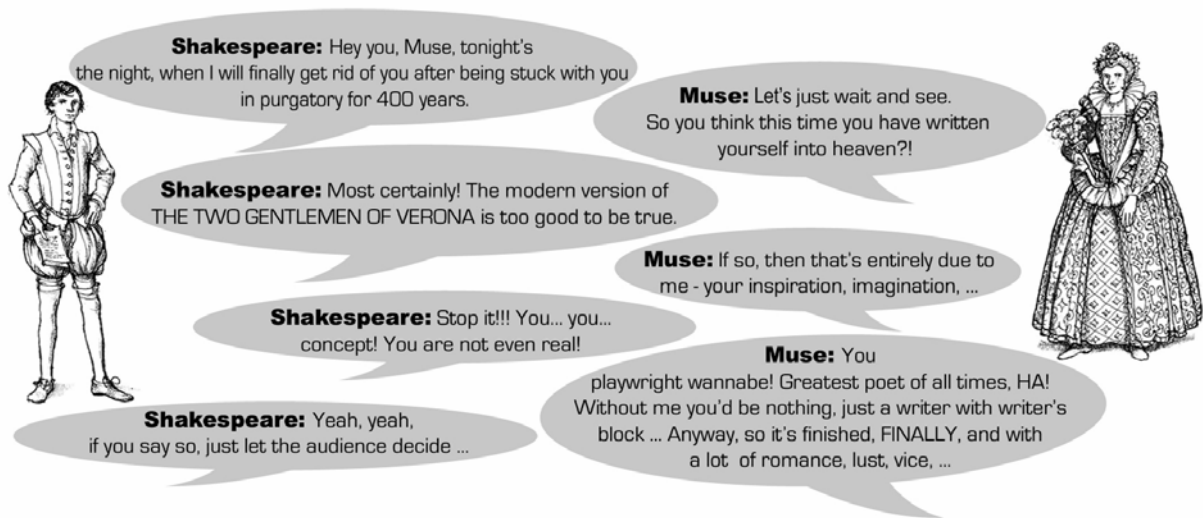 Shakespeare: Hey you, Muse, tonight's
the night, when I will finally get rid of you after being stuck with you
in purgatory for 400 years.
Muse: Let's just wait and see.
So you think this time you have written
yourself into heaven?!
Shakespeare: Most certainly! The modern version of
THE TWO GENTLEMEN OF VERONA is too good to be true.
Muse: If so, then that's entirely due to
me - your inspiration, imagination, ...
Shakespeare: Stop it!!! You... you...
concept! You are not even real!
Muse: You
playwright wannabe! Greatest poet of all times, HA!
Without me you'd be nothing, just a writer with writer's
block ... Anyway, so it's finished, FINALLY, and with
a lot of romance, lust, vice, ...
Shakespeare: Yeah, yeah,
if you say so, just let the audience decide ...